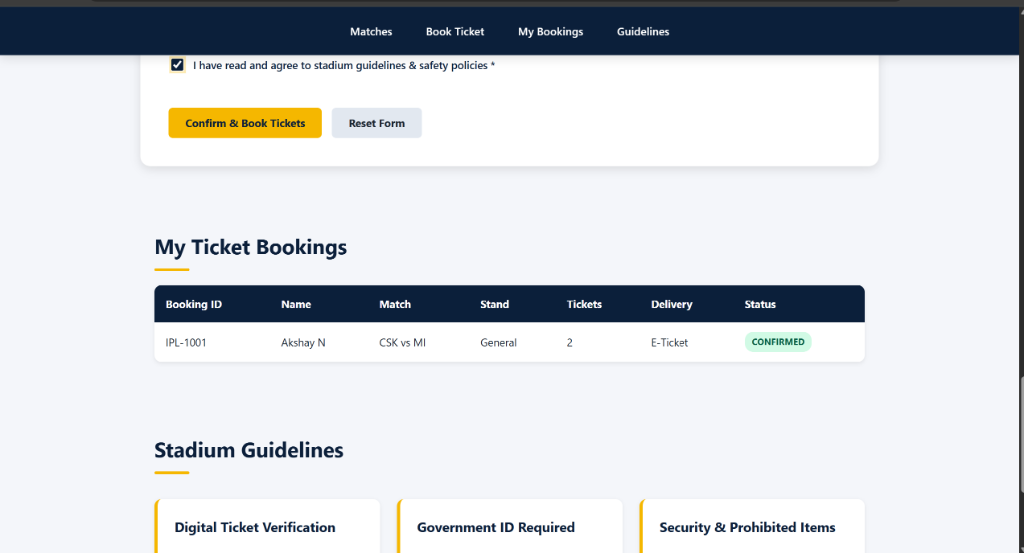 Matches Book Ticket My Bookings Guidelines
I have read and agree to stadium guidelines & safety policies *
Confirm & Book Tickets Reset Form
My Ticket Bookings
Booking ID Name Match Stand Tickets Delivery Status
IPL-1001 Akshay N CSK vs MI General 2 E-Ticket CONFIRMED
Stadium Guidelines
Digital Ticket Verification Government ID Required Security & Prohibited Items